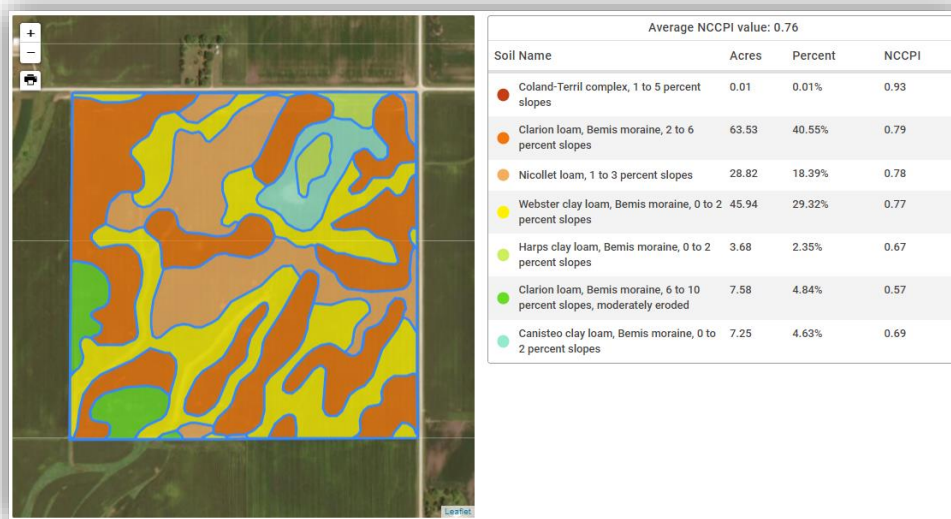 +
−
Average NCCPI value: 0.76
Soil Name Acres Percent NCCPI
Coland-Terril complex, 1 to 5 percent 0.01 0.01% 0.93
slopes
Clarion loam, Bemis moraine, 2 to 6 63.53 40.55% 0.79
percent slopes
Nicollet loam, 1 to 3 percent slopes 28.82 18.39% 0.78
Webster clay loam, Bemis moraine, 0 to 2 45.94 29.32% 0.77
percent slopes
Harps clay loam, Bemis moraine, 0 to 2 3.68 2.35% 0.67
percent slopes
Clarion loam, Bemis moraine, 6 to 10 7.58 4.84% 0.57
percent slopes, moderately eroded
Canisteo clay loam, Bemis moraine, 0 to 7.25 4.63% 0.69
2 percent slopes
Leaflet